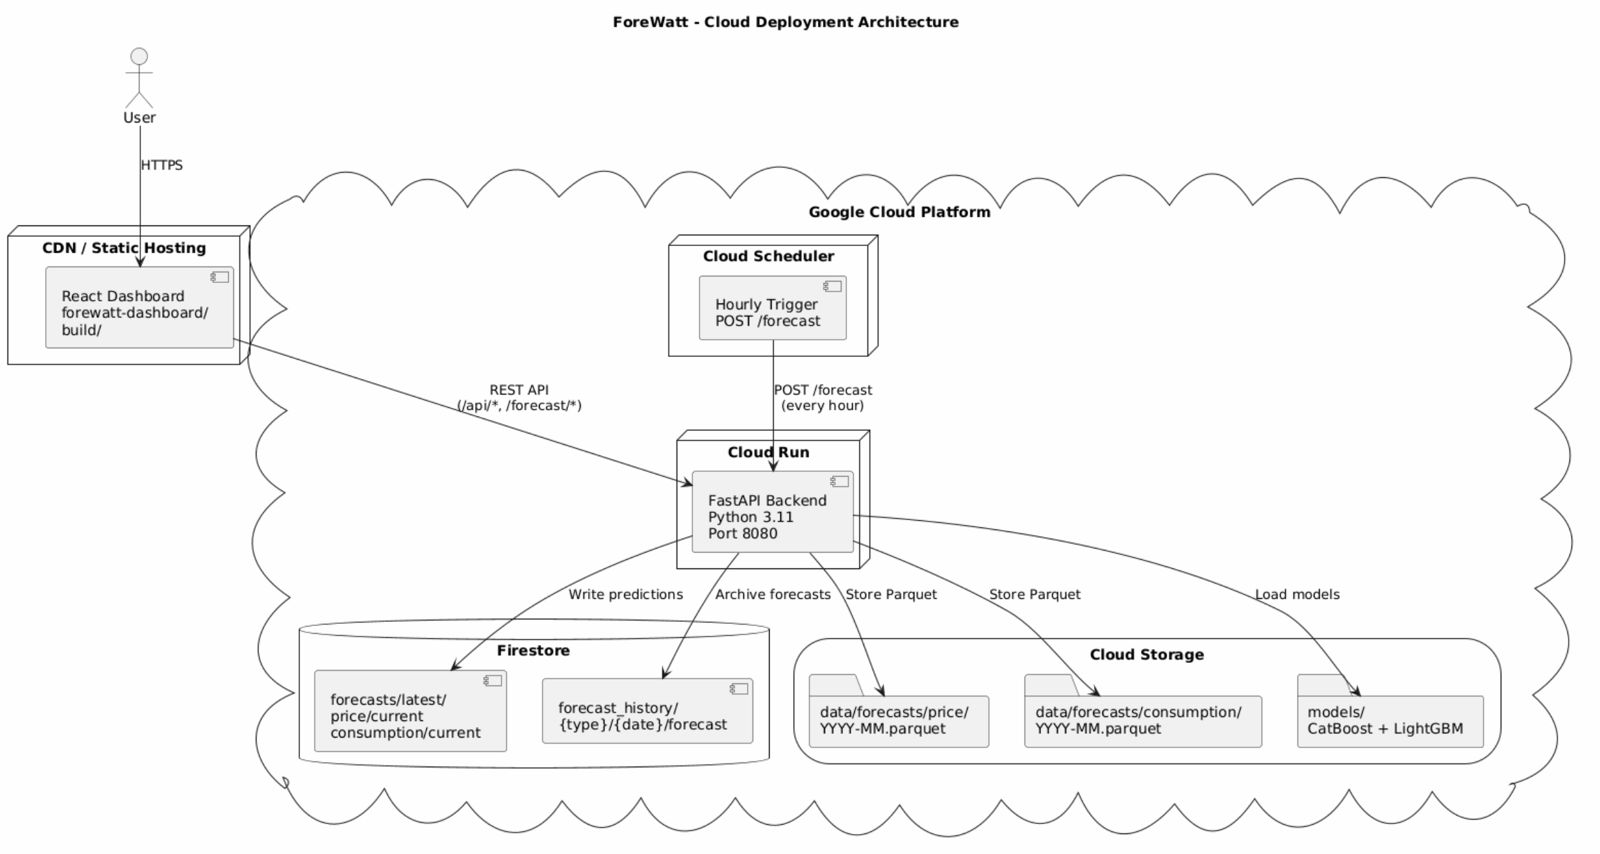 ForeWatt - Cloud Deployment Architecture
User
HTTPS
Google Cloud Platform
CDN / Static Hosting
React Dashboard
forewatt-dashboard/
build/
Cloud Scheduler
Hourly Trigger
POST /forecast
REST API
(/api/*, /forecast/*)
POST /forecast
(every hour)
Cloud Run
FastAPI Backend
Python 3.11
Port 8080
Write predictions
Archive forecasts
Store Parquet
Store Parquet
Load models
Firestore
forecasts/latest/
price/current
consumption/current
forecast_history/
{type}/{date}/forecast
Cloud Storage
data/forecasts/price/
YYYY-MM.parquet
data/forecasts/consumption/
YYYY-MM.parquet
models/
CatBoost + LightGBM